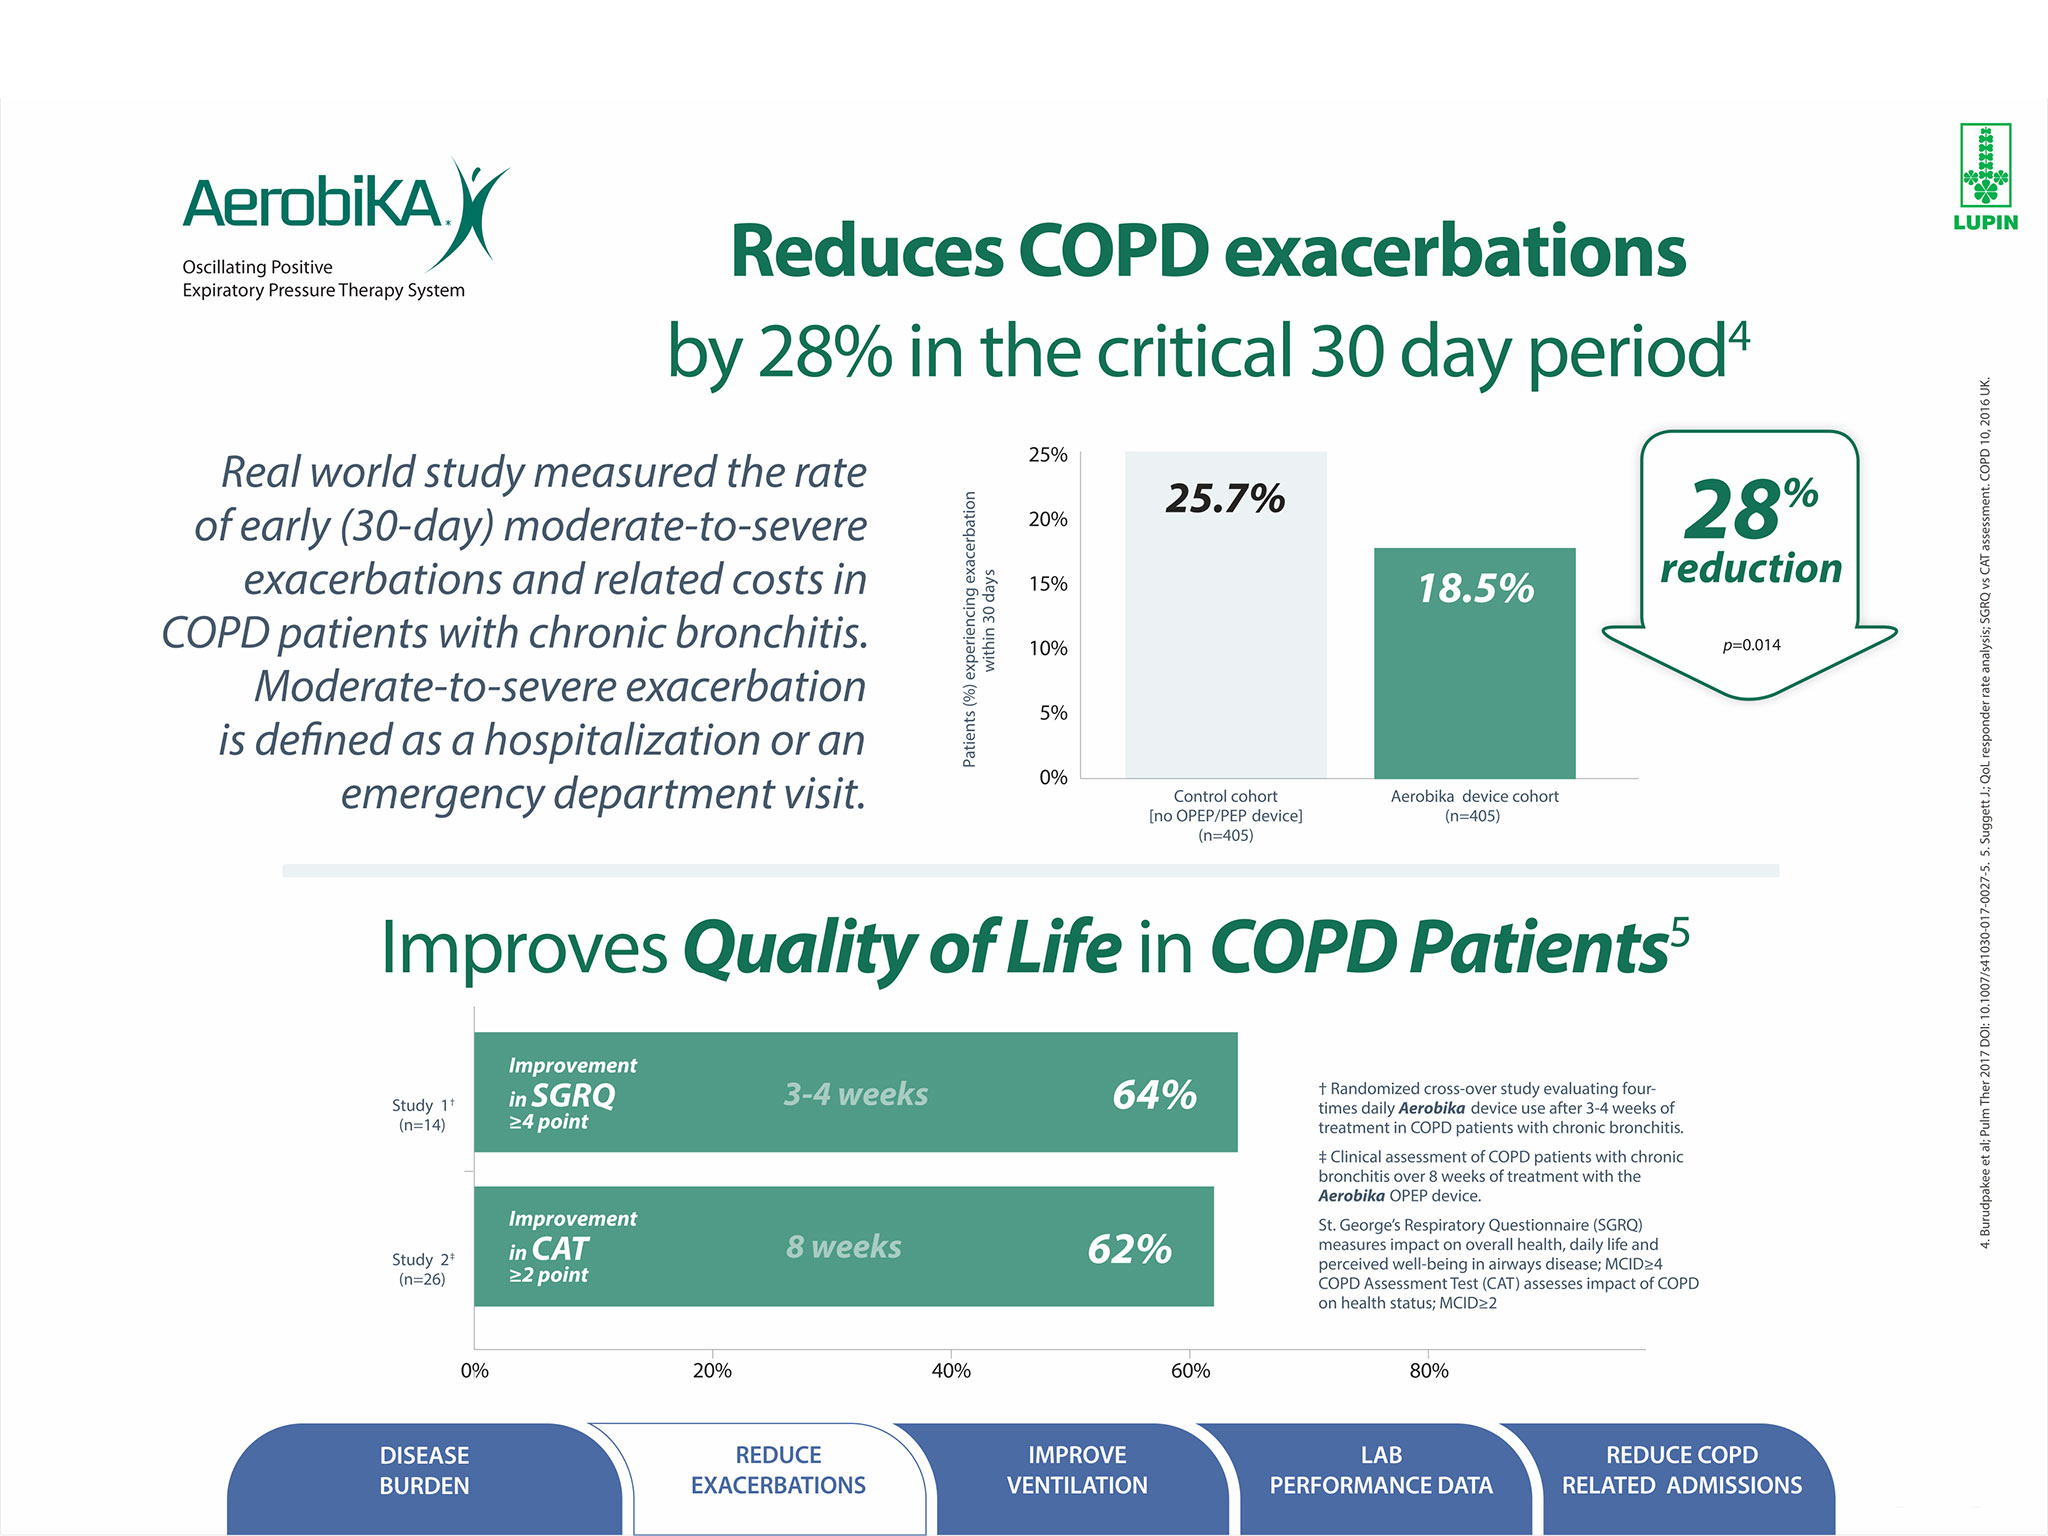 AerobiKA*
Oscillating Positive
Expiratory Pressure Therapy System
LUPIN
Reduces COPD exacerbations
by 28% in the critical 30 day period4
Real world study measured the rate
of early (30-day) moderate-to-severe
exacerbations and related costs in
COPD patients with chronic bronchitis.
Moderate-to-severe exacerbation
is defined as a hospitalization or an
emergency department visit.
Patients (%) experiencing exacerbation
within 30 days
25%
20%
15%
10%
5%
0%
25.7%
18.5%
Control cohort
[no OPEP/PEP device]
(n=405)
Aerobika device cohort
(n=405)
28%
reduction
p=0.014
Improves Quality of Life in COPD Patients5
Study 1†
(n=14)
Improvement
in SGRQ
≥4 point
3-4 weeks
64%
Study 2‡
(n=26)
Improvement
in CAT
≥2 point
8 weeks
62%
0%
20%
40%
60%
80%
† Randomized cross-over study evaluating four-
times daily Aerobika device use after 3-4 weeks of
treatment in COPD patients with chronic bronchitis.
‡ Clinical assessment of COPD patients with chronic
bronchitis over 8 weeks of treatment with the
Aerobika OPEP device.
St. George's Respiratory Questionnaire (SGRQ)
measures impact on overall health, daily life and
perceived well-being in airways disease; MCID≥4
COPD Assessment Test (CAT) assesses impact of COPD
on health status; MCID≥2
4. Burudpakee et al; Pulm Ther 2017 DOI: 10.1007/s41030-017-0027-5. 5. Suggett J.; QoL responder rate analysis; SGRQ vs CAT assessment. COPD 10, 2016 UK.
DISEASE
BURDEN
REDUCE
EXACERBATIONS
IMPROVE
VENTILATION
LAB
PERFORMANCE DATA
REDUCE COPD
RELATED ADMISSIONS